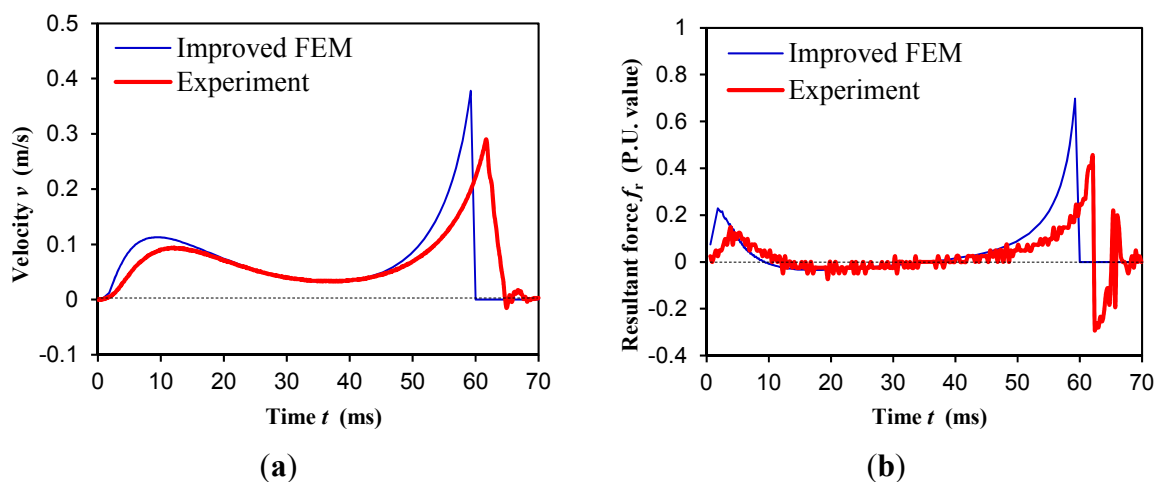 0.5
0.4
0.3
0.2
0.1
0
-0.1
Velocity v (m/s)
Improved FEM
Experiment
0 10 20 30 40 50 60 70
Time t (ms)
(a)
1
0.8
0.6
0.4
0.2
0
-0.2
-0.4
Resultant force fr (P.U. value)
Improved FEM
Experiment
0 10 20 30 40 50 60 70
Time t (ms)
(b)